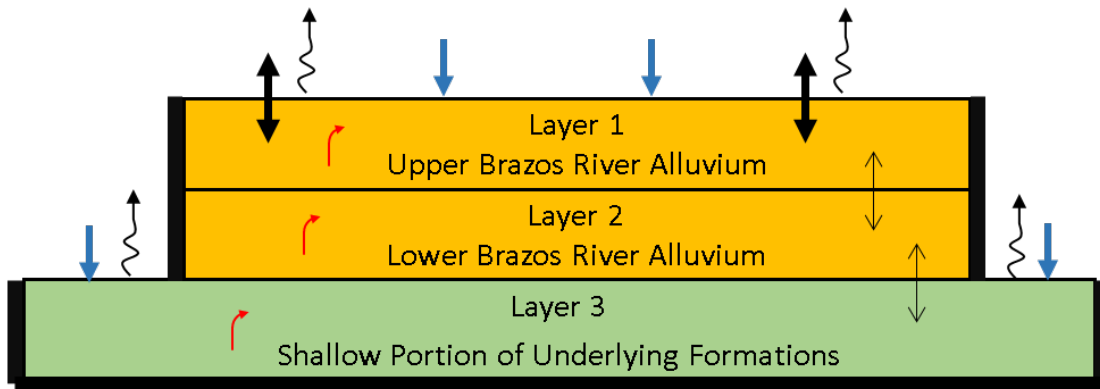 Layer 1
Upper Brazos River Alluvium
Layer 2
Lower Brazos River Alluvium
Layer 3
Shallow Portion of Underlying Formations